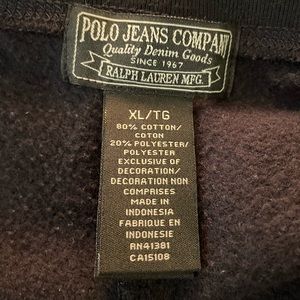 POLO JEANS COMPANY
Quality Denim Goods
SINCE 1967
RALPH LAUREN MFG.
XL/TG
80% COTTON/
COTON
20% POLYESTER/
POLYESTER
EXCLUSIVE OF
DECORATION/
DECORATION NON
COMPRISES
MADE IN
INDONESIA
FABRIQUE EN
INDONESIE
RN41381
CA15108